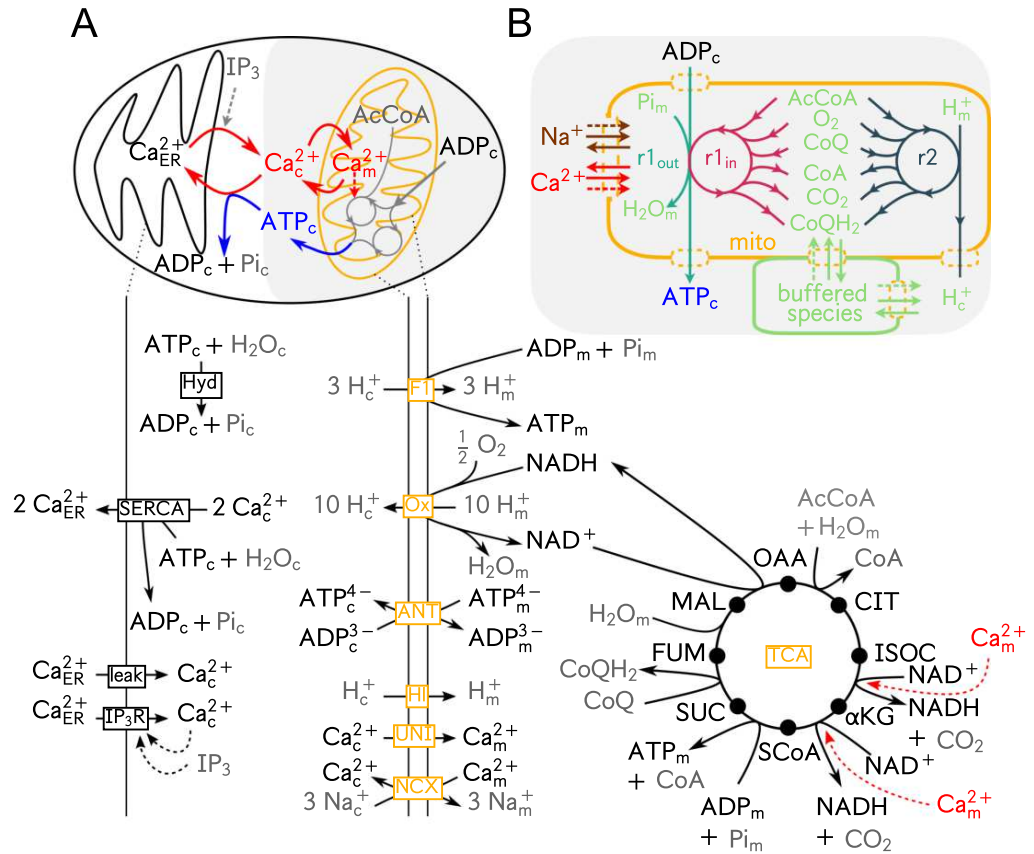 A
IP₃
Ca²⁺ER
Ca²⁺c
Ca²⁺m
AcCoA
ADPc
ATPc
ADPc + Pic
B
ADPc
Pim
AcCoA
O₂
CoQ
H⁺m
Na⁺
r1out
r1in
r2
Ca²⁺
CoA
CO₂
H₂Om
CoQH₂
mito
ATPc
buffered
species
H⁺c
ATPc + H₂Oc
Hyd
ADPc + Pic
2 Ca²⁺ER
SERCA
2 Ca²⁺c
ATPc + H₂Oc
ADPc + Pic
Ca²⁺ER
leak
Ca²⁺c
Ca²⁺ER
IP₃R
Ca²⁺c
IP₃
ADPm + Pim
3 H⁺c
F1
3 H⁺m
ATPm
½ O₂
NADH
10 H⁺c
Ox
10 H⁺m
NAD⁺
H₂Om
ATP⁴⁻c
ANT
ATP⁴⁻m
ADP³⁻c
ADP³⁻m
H⁺c
Hl
H⁺m
Ca²⁺c
UNI
Ca²⁺m
Ca²⁺c
NCX
Ca²⁺m
3 Na⁺c
3 Na⁺m
AcCoA
+ H₂Om
CoA
OAA
MAL
CIT
H₂Om
FUM
TCA
ISOC
Ca²⁺m
CoQH₂
NAD⁺
CoQ
NADH
+ CO₂
SUC
αKG
SCoA
ATPm
+ CoA
NAD⁺
ADPm
+ Pim
NADH
+ CO₂
Ca²⁺m